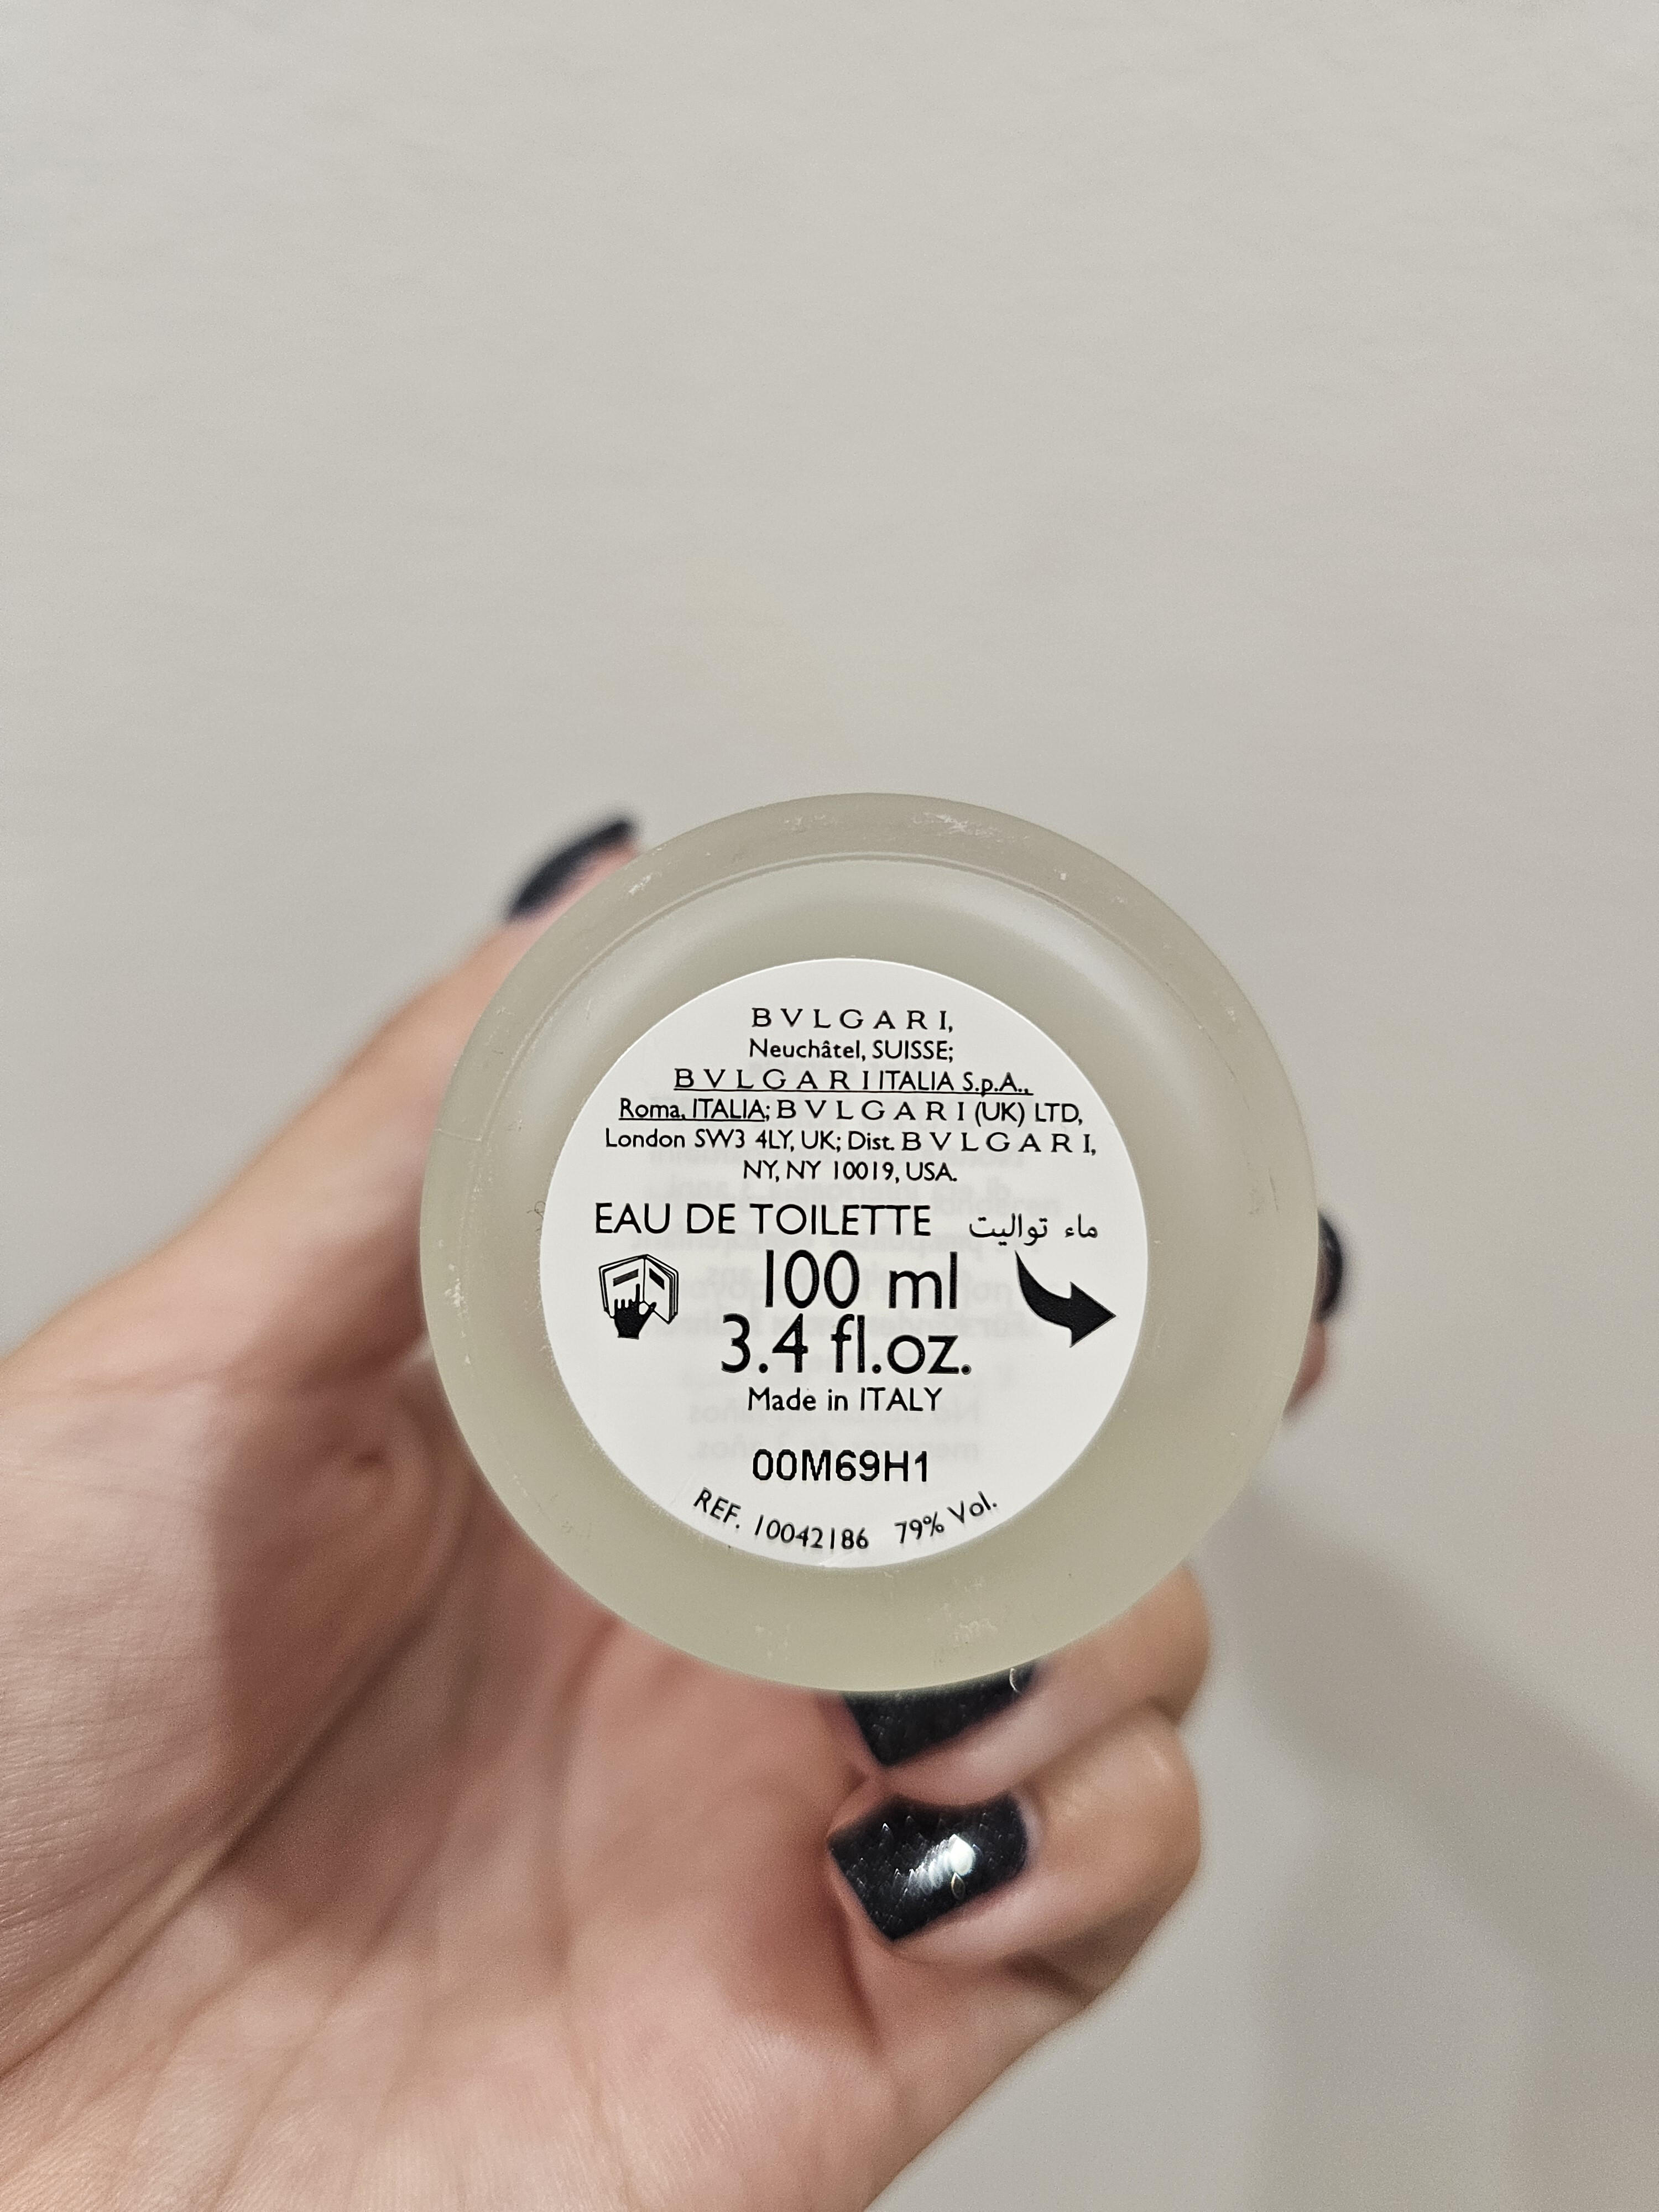 BVLGARI,
Neuchâtel, SUISSE;
BVLGARI ITALIA S.p.A.,
Roma, ITALIA; BVLGARI (UK) LTD,
London SW3 4LY, UK; Dist. BVLGARI,
NY, NY 10019, USA.
EAU DE TOILETTE ماء تواليت
100 ml
3.4 fl.oz.
Made in ITALY
00M69H1
REF. 10042186 79% Vol.